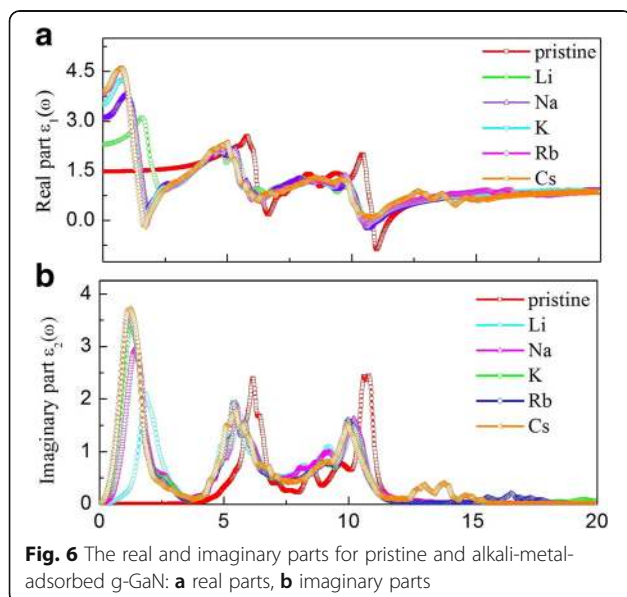 a
Real part ε₁(ω)
4.5
3.0
1.5
0.0
pristine
Li
Na
K
Rb
Cs
b
Imaginary part ε₂(ω)
4
3
2
1
0
pristine
Li
Na
K
Rb
Cs
0 5 10 15 20
Fig. 6 The real and imaginary parts for pristine and alkali-metal-
adsorbed g-GaN: a real parts, b imaginary parts